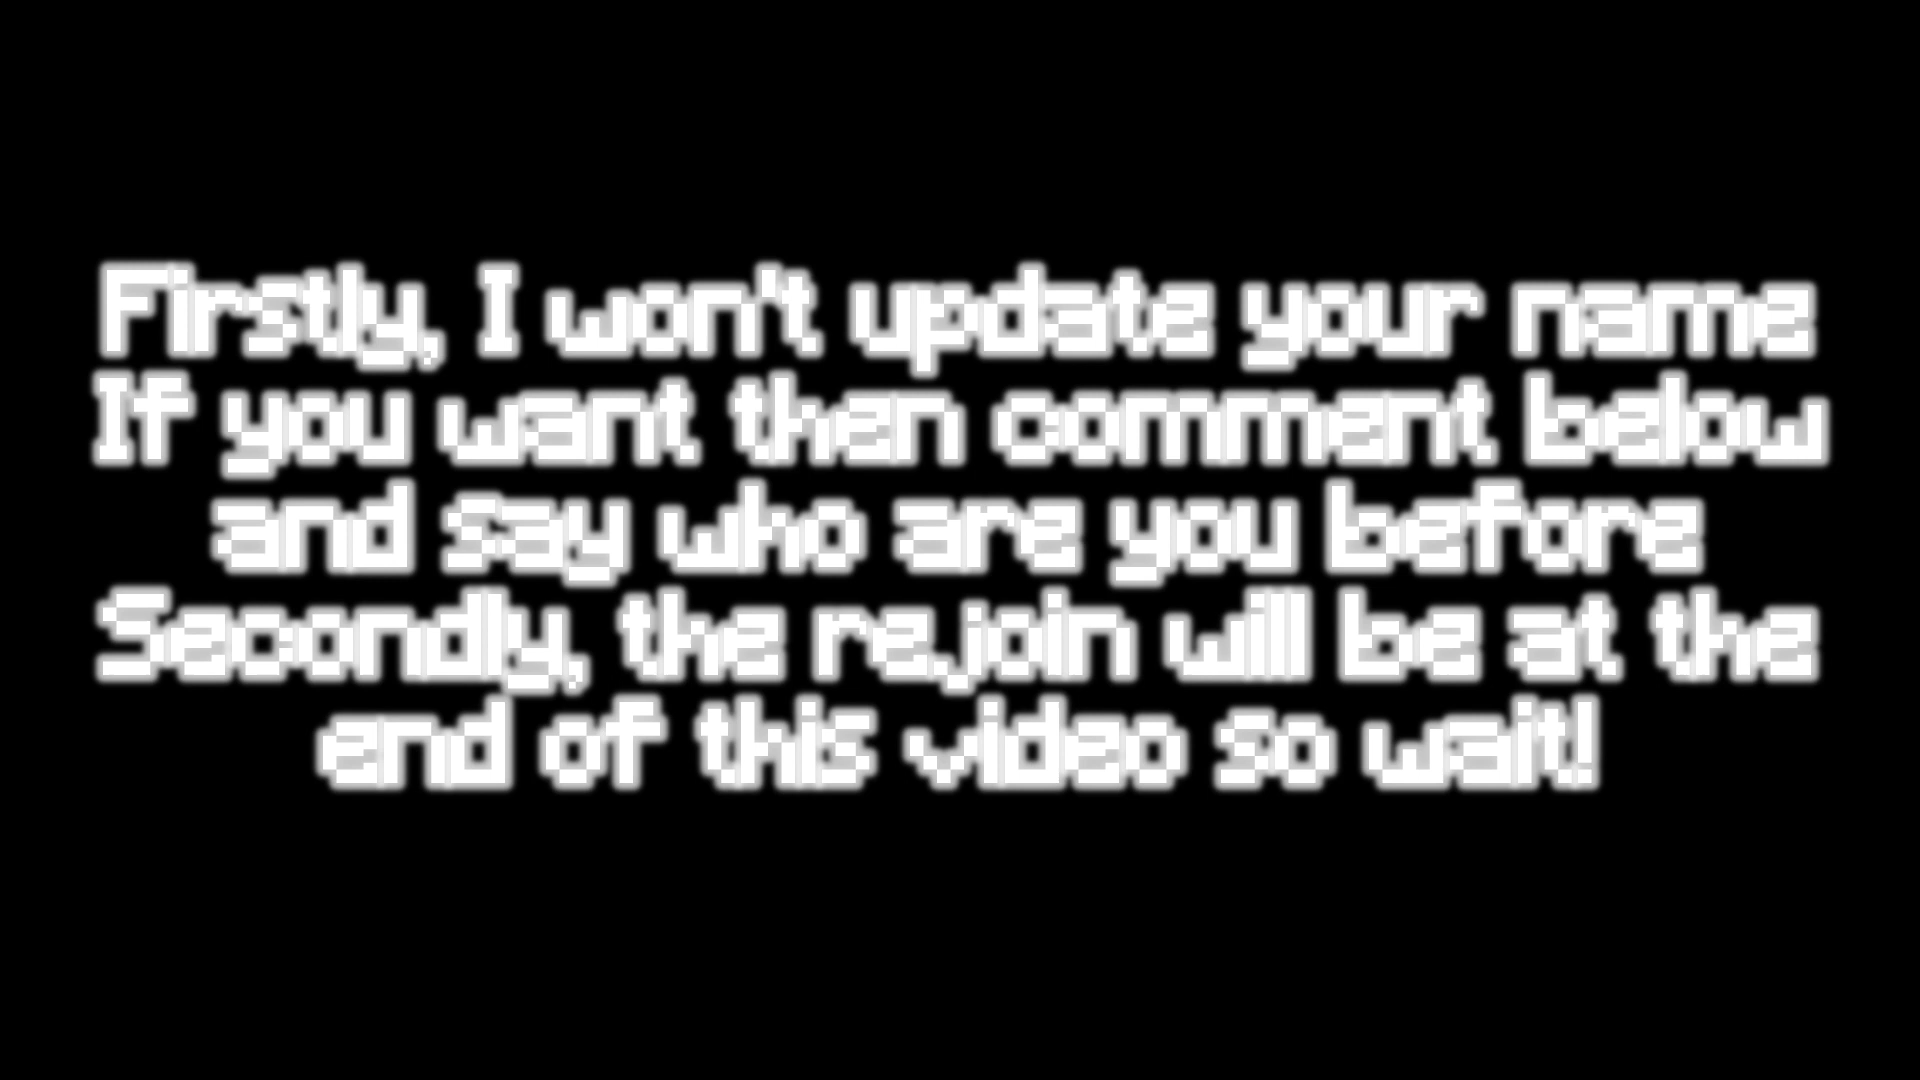 Firstly, I won't update your name
If you want then comment below
and say who are you before
Secondly, the rejoin will be at the
end of this video so wait!